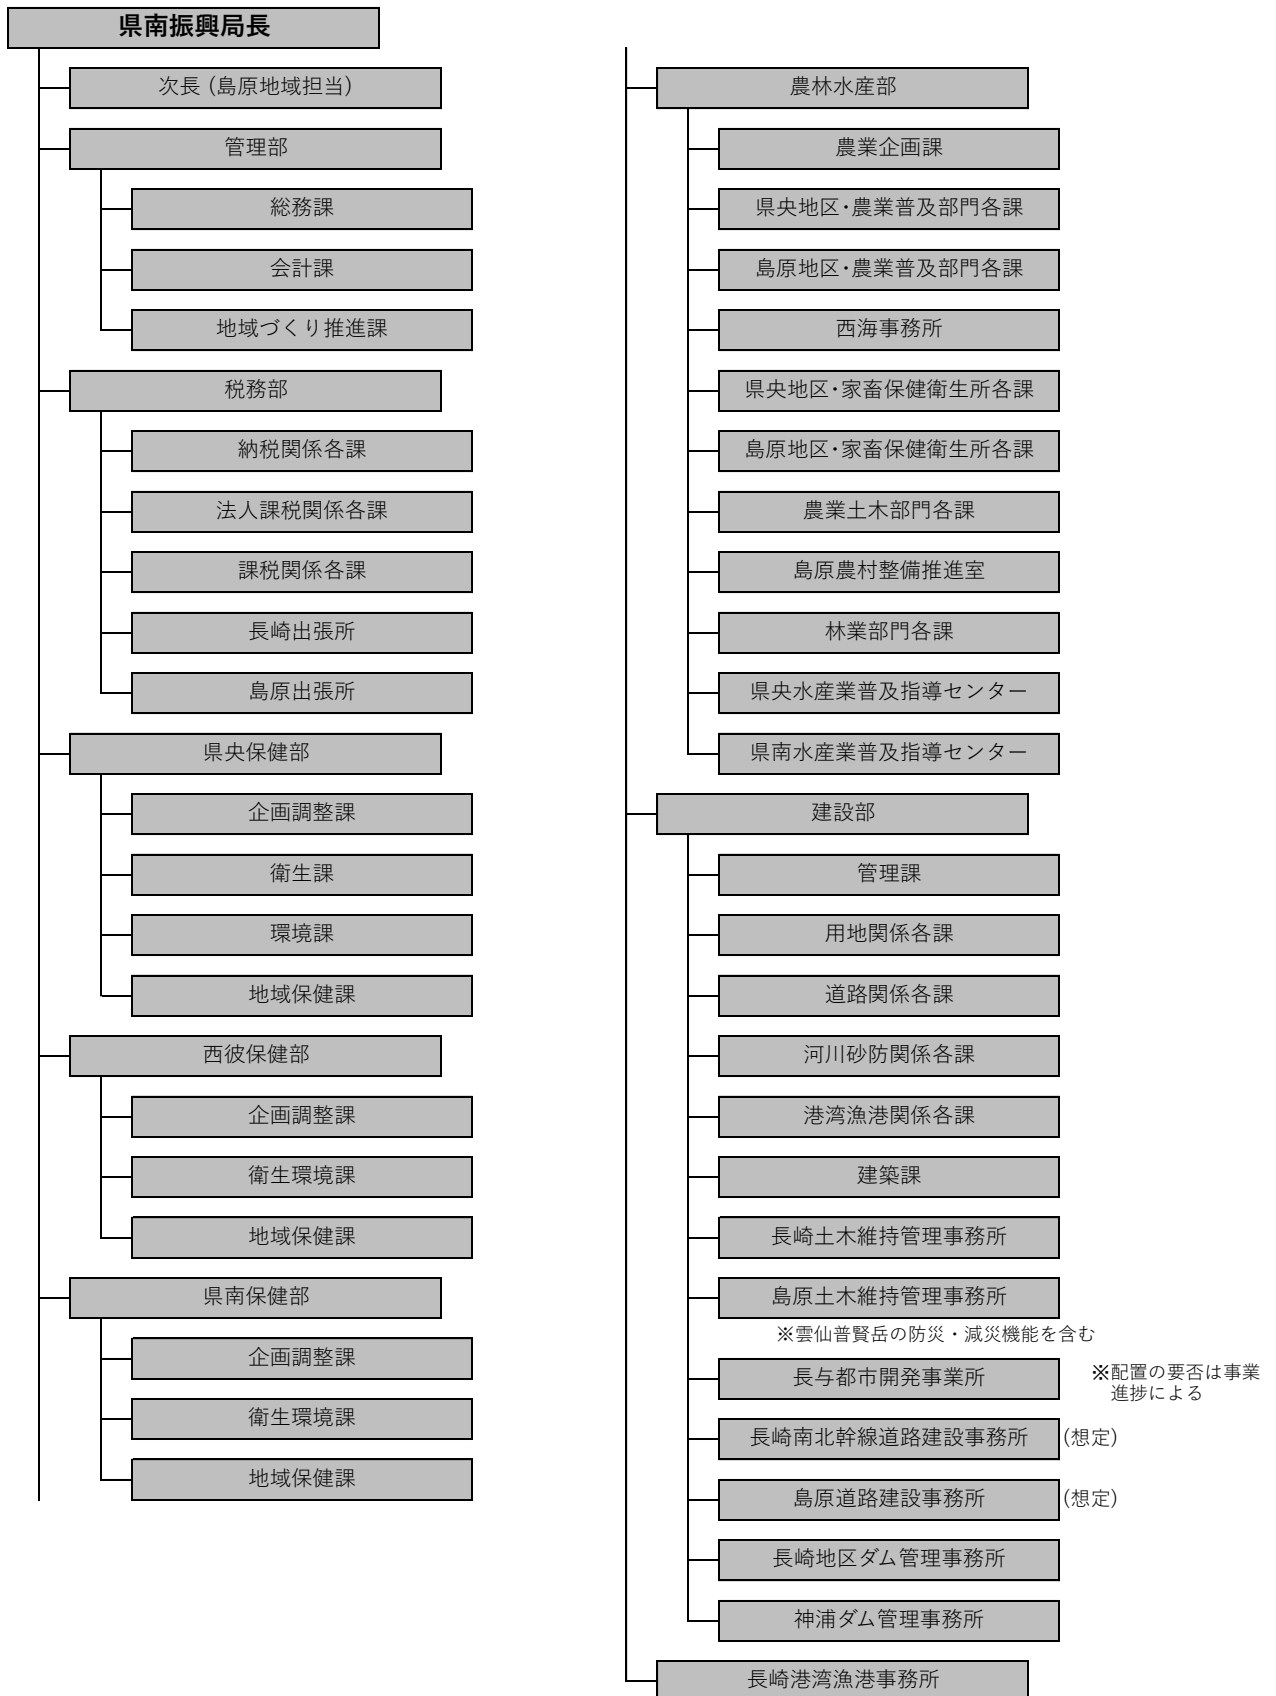 県南振興局長
次長（島原地域担当）
管理部
総務課
会計課
地域づくり推進課
税務部
納税関係各課
法人課税関係各課
課税関係各課
長崎出張所
島原出張所
県央保健部
企画調整課
衛生課
環境課
地域保健課
西彼保健部
企画調整課
衛生環境課
地域保健課
県南保健部
企画調整課
衛生環境課
地域保健課
農林水産部
農業企画課
県央地区・農業普及部門各課
島原地区・農業普及部門各課
西海事務所
県央地区・家畜保健衛生所各課
島原地区・家畜保健衛生所各課
農業土木部門各課
島原農村整備推進室
林業部門各課
県央水産業普及指導センター
県南水産業普及指導センター
建設部
管理課
用地関係各課
道路関係各課
河川砂防関係各課
港湾漁港関係各課
建築課
長崎土木維持管理事務所
島原土木維持管理事務所
※雲仙普賢岳の防災・減災機能を含む
長与都市開発事業所
※配置の要否は事業
進捗による
長崎南北幹線道路建設事務所
（想定）
島原道路建設事務所
（想定）
長崎地区ダム管理事務所
神浦ダム管理事務所
長崎港湾漁港事務所